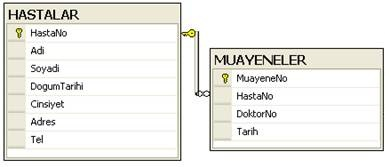 HASTALAR
HastaNo
Adi
Soyadi
DogumTarihi
Cinsiyet
Adres
Tel
MUAYENELER
MuayeneNo
HastaNo
DoktorNo
Tarih